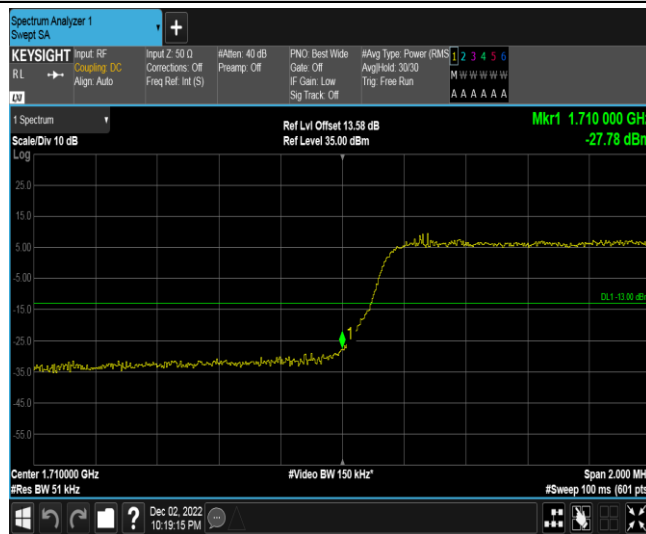 Spectrum Analyzer 1
Swept SA
+
KEYSIGHT
RL
LXI
Input: RF
Coupling: DC
Align: Auto
Input Z: 50 Ω
Corrections: Off
Freq Ref: Int (S)
#Atten: 40 dB
Preamp: Off
PNO: Best Wide
Gate: Off
IF Gain: Low
Sig Track: Off
#Avg Type: Power (RMS
Avg|Hold: 30/30
Trig: Free Run
1 2 3 4 5 6
M W W W W W
A A A A A A
1 Spectrum
Scale/Div 10 dB
Log
Ref Lvl Offset 13.58 dB
Ref Level 35.00 dBm
Mkr1 1.710 000 GHz
-27.78 dBm
25.0
15.0
5.00
-5.00
-15.0
-25.0
-35.0
-45.0
-55.0
DL1 -13.00 dBm
1
Center 1.710000 GHz
#Res BW 51 kHz
#Video BW 150 kHz*
Span 2.000 MH
#Sweep 100 ms (601 pts
?
Dec 02, 2022
10:19:15 PM